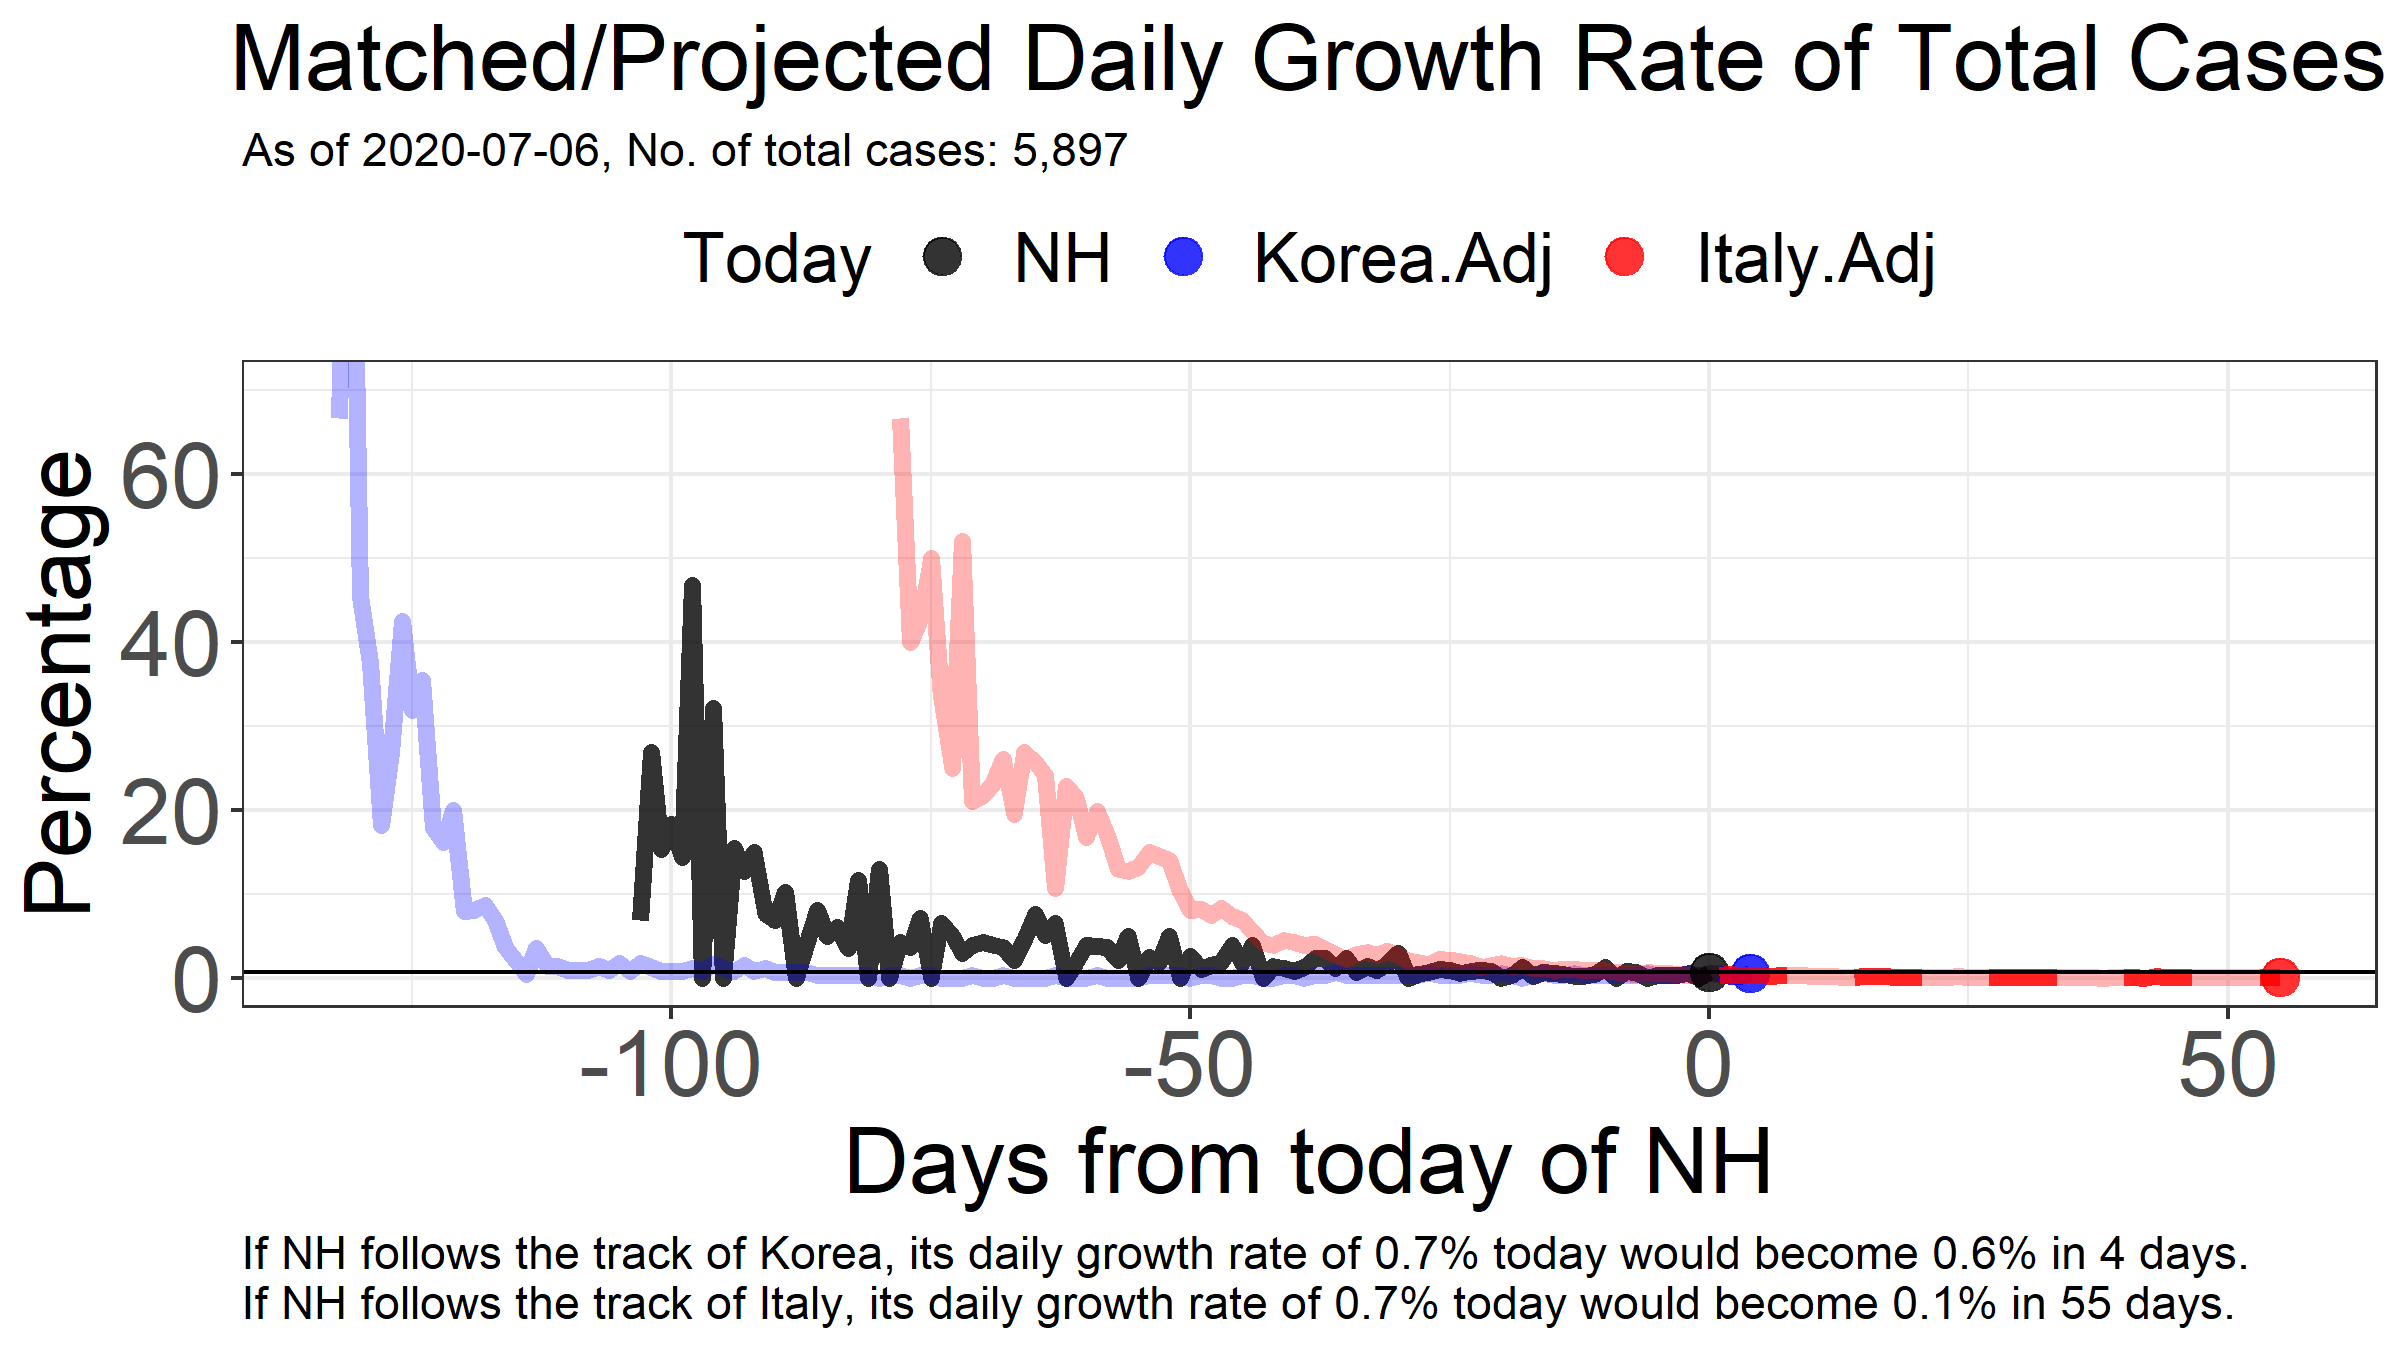 Matched/Projected Daily Growth Rate of Total Cases
As of 2020-07-06, No. of total cases: 5,897
Today NH Korea.Adj Italy.Adj
Percentage
60
40
20
0
-100 -50 0 50
Days from today of NH
If NH follows the track of Korea, its daily growth rate of 0.7% today would become 0.6% in 4 days.
If NH follows the track of Italy, its daily growth rate of 0.7% today would become 0.1% in 55 days.